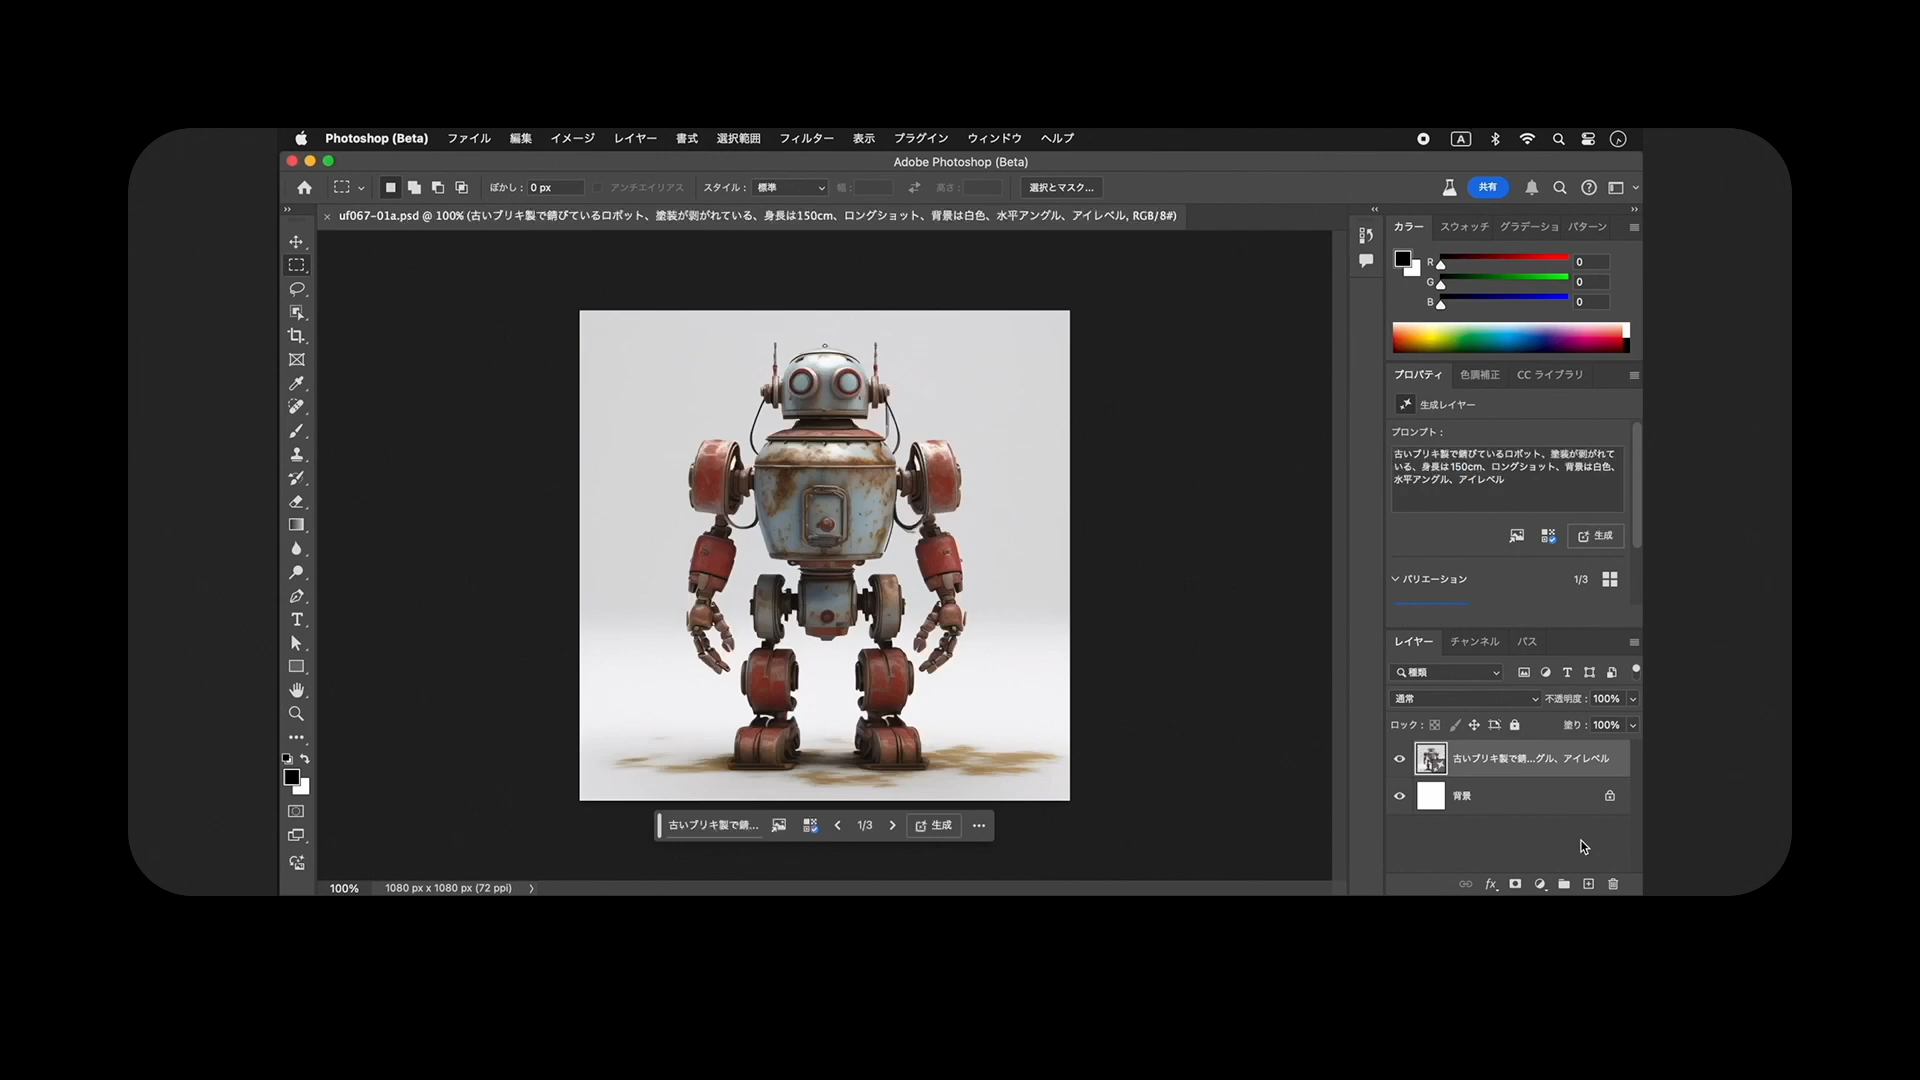 Photoshop (Beta) ファイル 編集 イメージ レイヤー 書式 選択範囲 フィルター 表示 プラグイン ウィンドウ ヘルプ A
Adobe Photoshop (Beta)
ぼかし : 0 px アンチエイリアス スタイル : 標準 幅 : 高さ : 選択とマスク... 共有
× uf067-01a.psd @ 100% (古いブリキ製で錆びているロボット、塗装が剥がれている、身長は150cm、ロングショット、背景は白色、水平アングル、アイレベル, RGB/8#)
カラー スウォッチ グラデーショ パターン
R 0
G 0
B 0
プロパティ 色調補正 CC ライブラリ
生成レイヤー
プロンプト :
古いブリキ製で錆びているロボット、塗装が剥がれて
いる、身長は150cm、ロングショット、背景は白色、
水平アングル、アイレベル
生成
バリエーション 1/3
レイヤー チャンネル パス
種類
通常 不透明度 : 100%
ロック : 塗り : 100%
古いブリキ製で錆...グル、アイレベル
背景
古いブリキ製で錆... 1/3 生成 ...
100% 1080 px x 1080 px (72 ppi)
fx